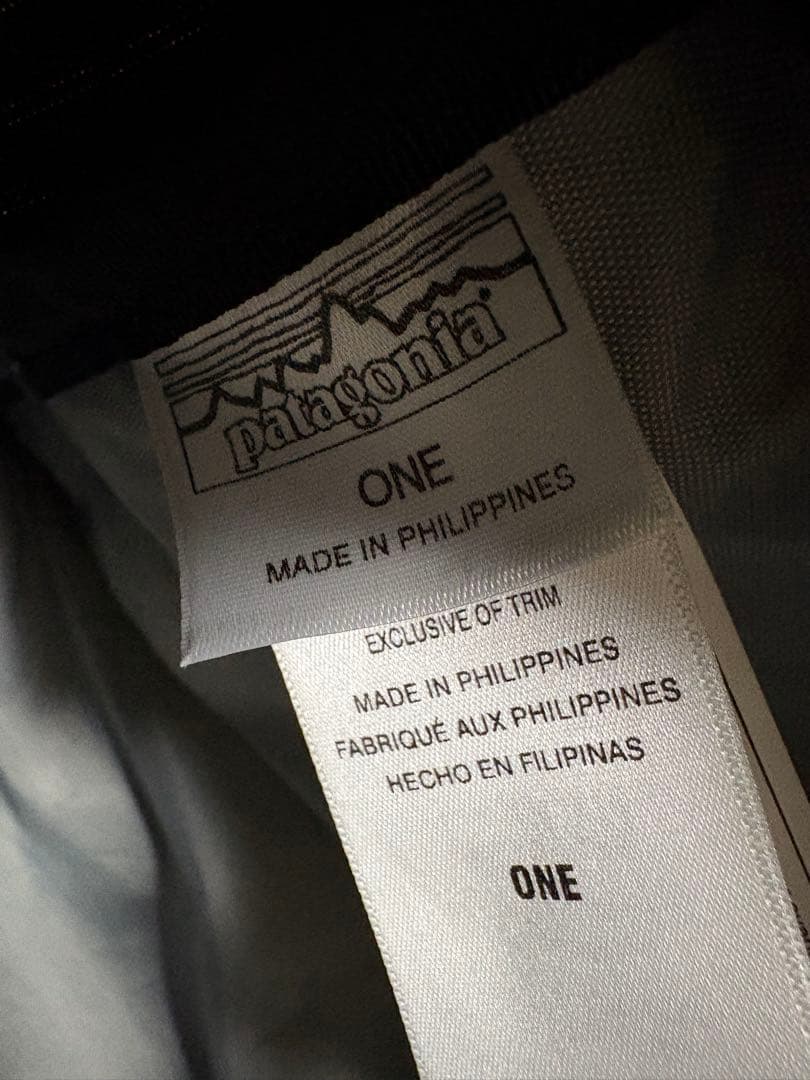 patagonia®
ONE
MADE IN PHILIPPINES
EXCLUSIVE OF TRIM
MADE IN PHILIPPINES
FABRIQUÉ AUX PHILIPPINES
HECHO EN FILIPINAS
ONE